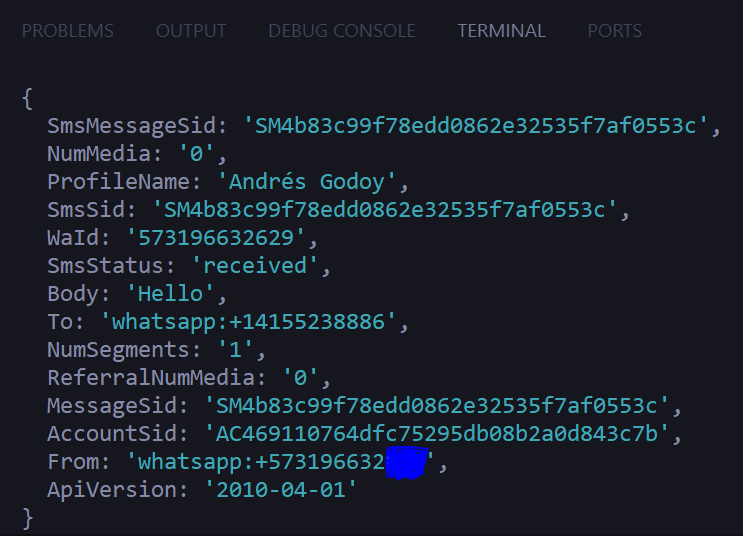 PROBLEMS OUTPUT DEBUG CONSOLE TERMINAL PORTS
{
SmsMessageSid: 'SM4b83c99f78edd0862e32535f7af0553c',
NumMedia: '0',
ProfileName: 'Andrés Godoy',
SmsSid: 'SM4b83c99f78edd0862e32535f7af0553c',
WaId: '573196632629',
SmsStatus: 'received',
Body: 'Hello',
To: 'whatsapp:+14155238886',
NumSegments: '1',
ReferralNumMedia: '0',
MessageSid: 'SM4b83c99f78edd0862e32535f7af0553c',
AccountSid: 'AC469110764dfc75295db08b2a0d843c7b',
From: 'whatsapp:+573196632',
ApiVersion: '2010-04-01'
}